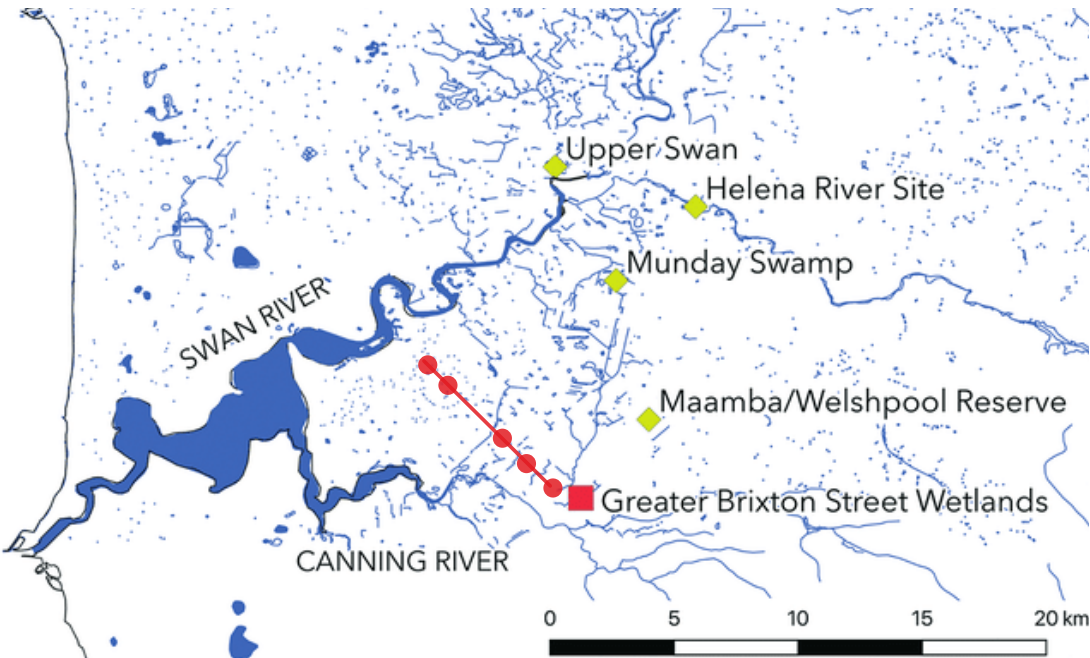 Upper Swan
Helena River Site
Munday Swamp
SWAN RIVER
Maamba/Welshpool Reserve
Greater Brixton Street Wetlands
CANNING RIVER
0 5 10 15 20 km